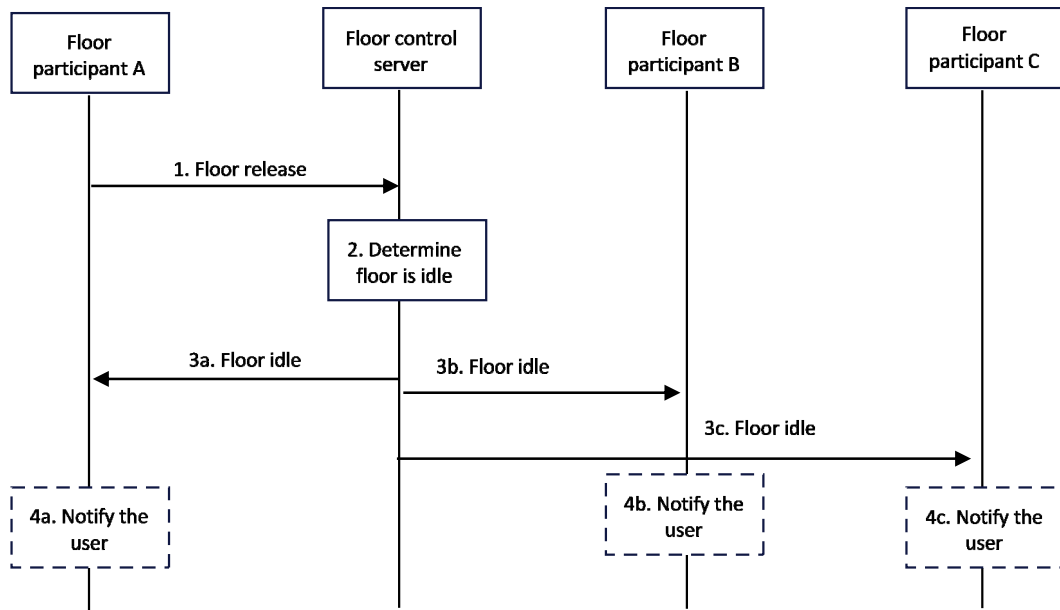 Floor
participant A
Floor control
server
Floor
participant B
Floor
participant C
1. Floor release
2. Determine
floor is idle
3a. Floor idle
3b. Floor idle
3c. Floor idle
4a. Notify the
user
4b. Notify the
user
4c. Notify the
user